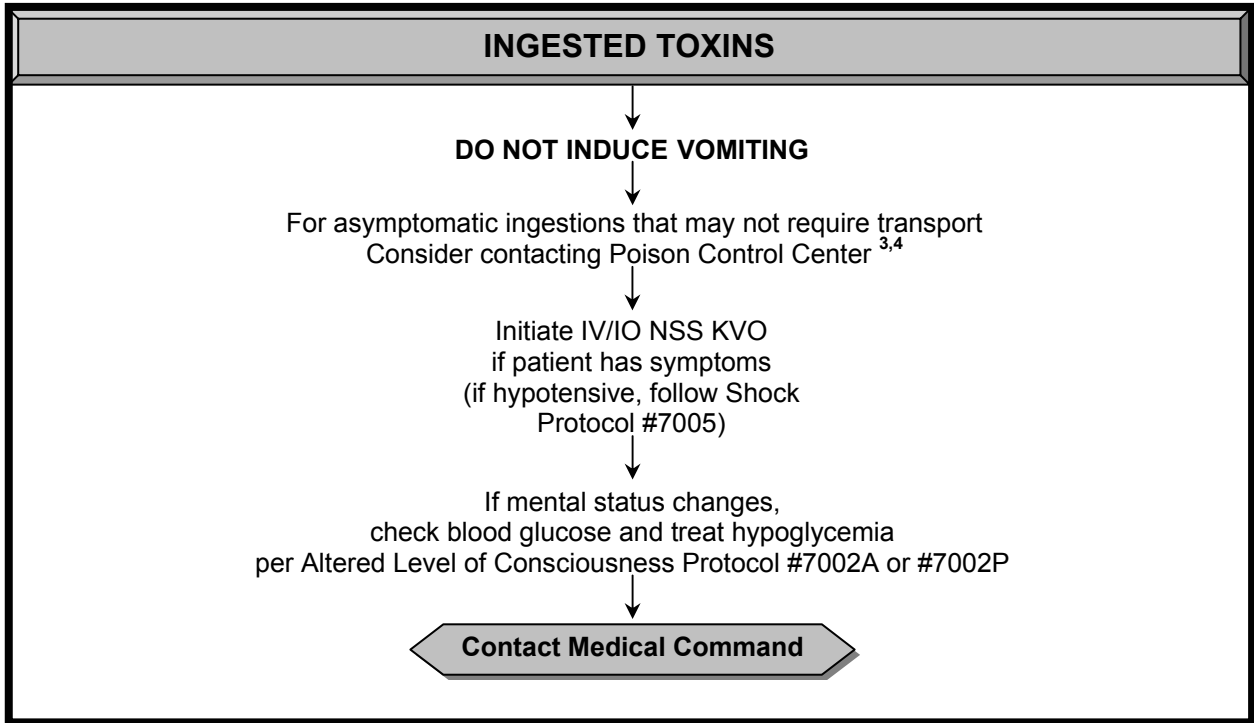 INGESTED TOXINS
DO NOT INDUCE VOMITING
For asymptomatic ingestions that may not require transport
Consider contacting Poison Control Center 3,4
Initiate IV/IO NSS KVO
if patient has symptoms
(if hypotensive, follow Shock
Protocol #7005)
If mental status changes,
check blood glucose and treat hypoglycemia
per Altered Level of Consciousness Protocol #7002A or #7002P
Contact Medical Command